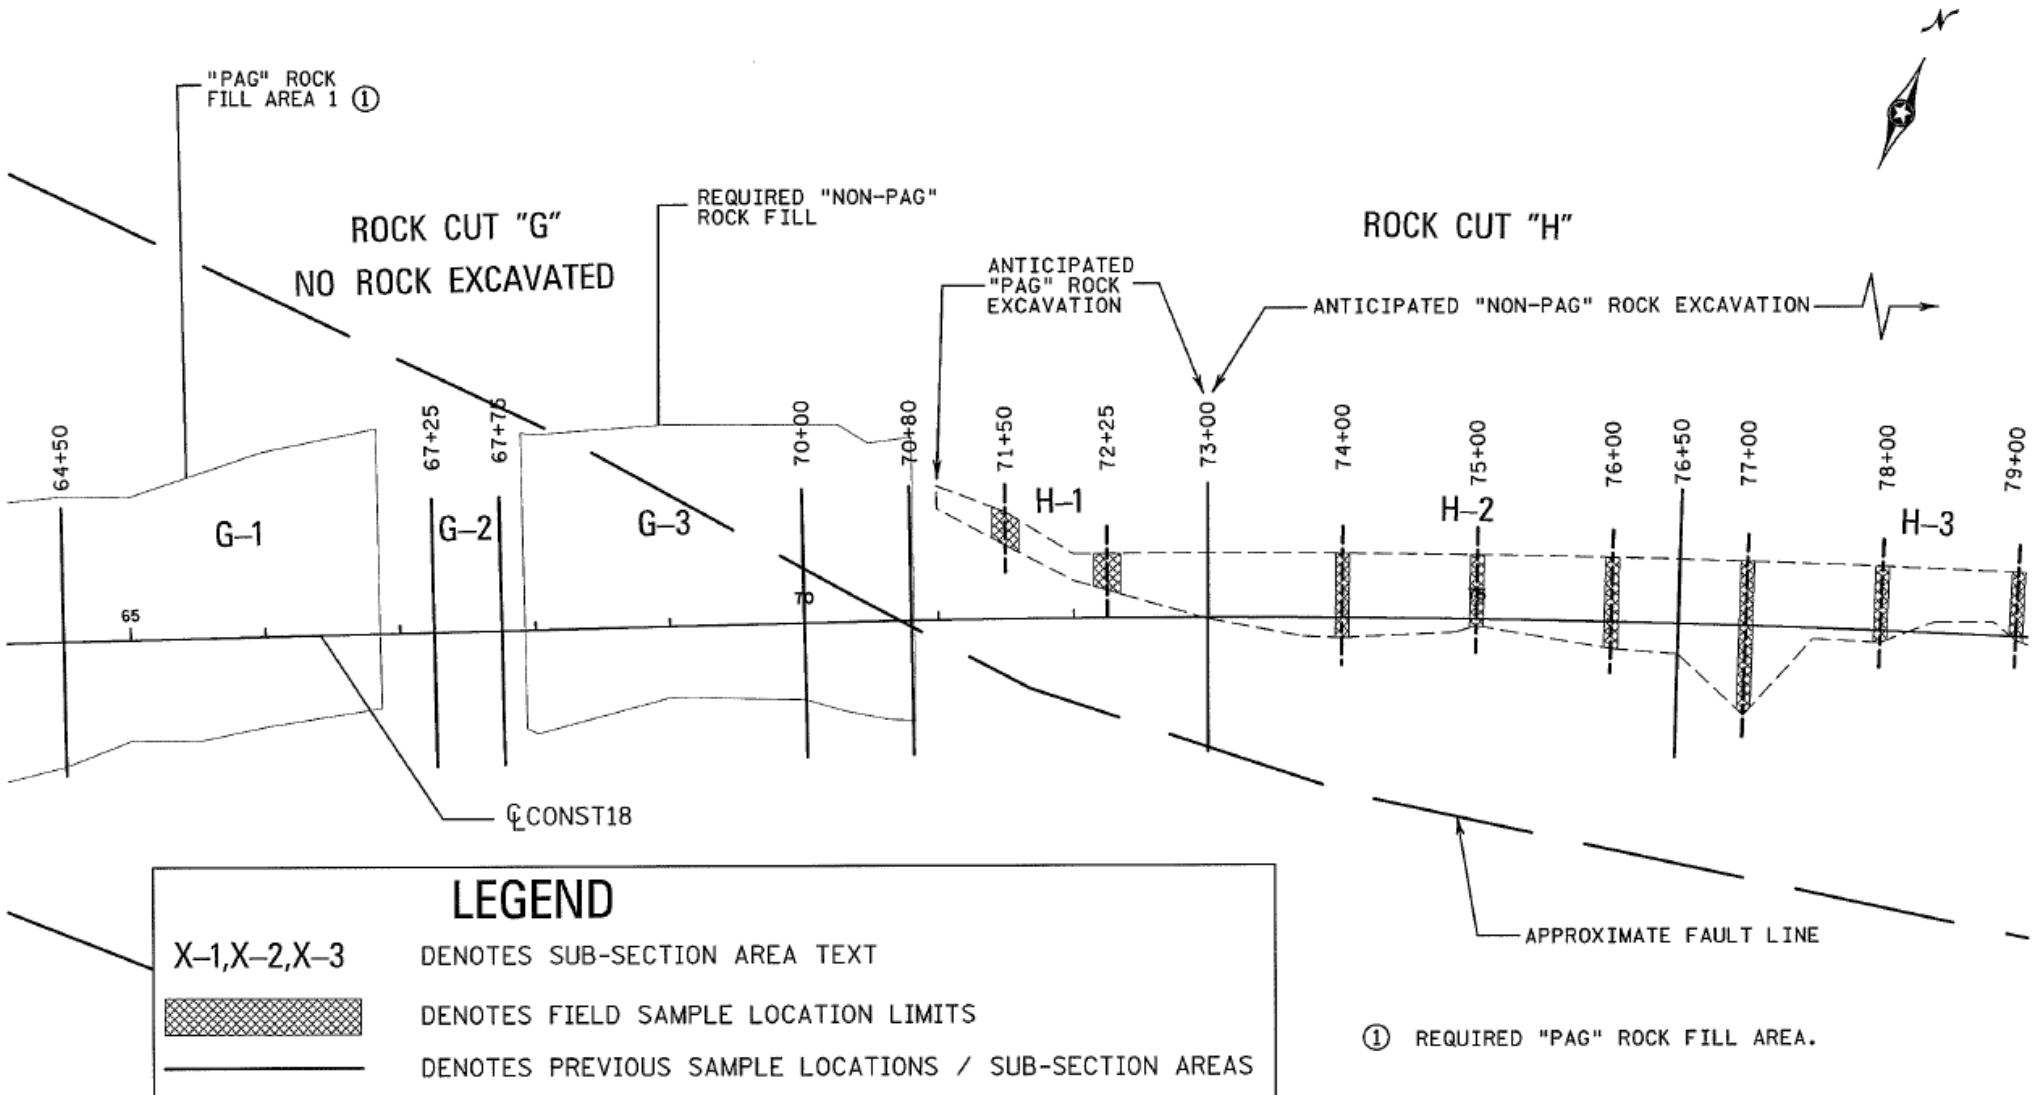 N
"PAG" ROCK
FILL AREA 1 ①
ROCK CUT "G"
NO ROCK EXCAVATED
REQUIRED "NON-PAG"
ROCK FILL
ANTICIPATED
"PAG" ROCK
EXCAVATION
ROCK CUT "H"
ANTICIPATED "NON-PAG" ROCK EXCAVATION
64+50
67+25
67+75
70+00
70+80
71+50
72+25
73+00
74+00
75+00
76+00
76+50
77+00
78+00
79+00
G-1
G-2
G-3
H-1
H-2
H-3
65
70
75
℄ CONST18
APPROXIMATE FAULT LINE
LEGEND
X-1,X-2,X-3 DENOTES SUB-SECTION AREA TEXT
DENOTES FIELD SAMPLE LOCATION LIMITS
DENOTES PREVIOUS SAMPLE LOCATIONS / SUB-SECTION AREAS
① REQUIRED "PAG" ROCK FILL AREA.